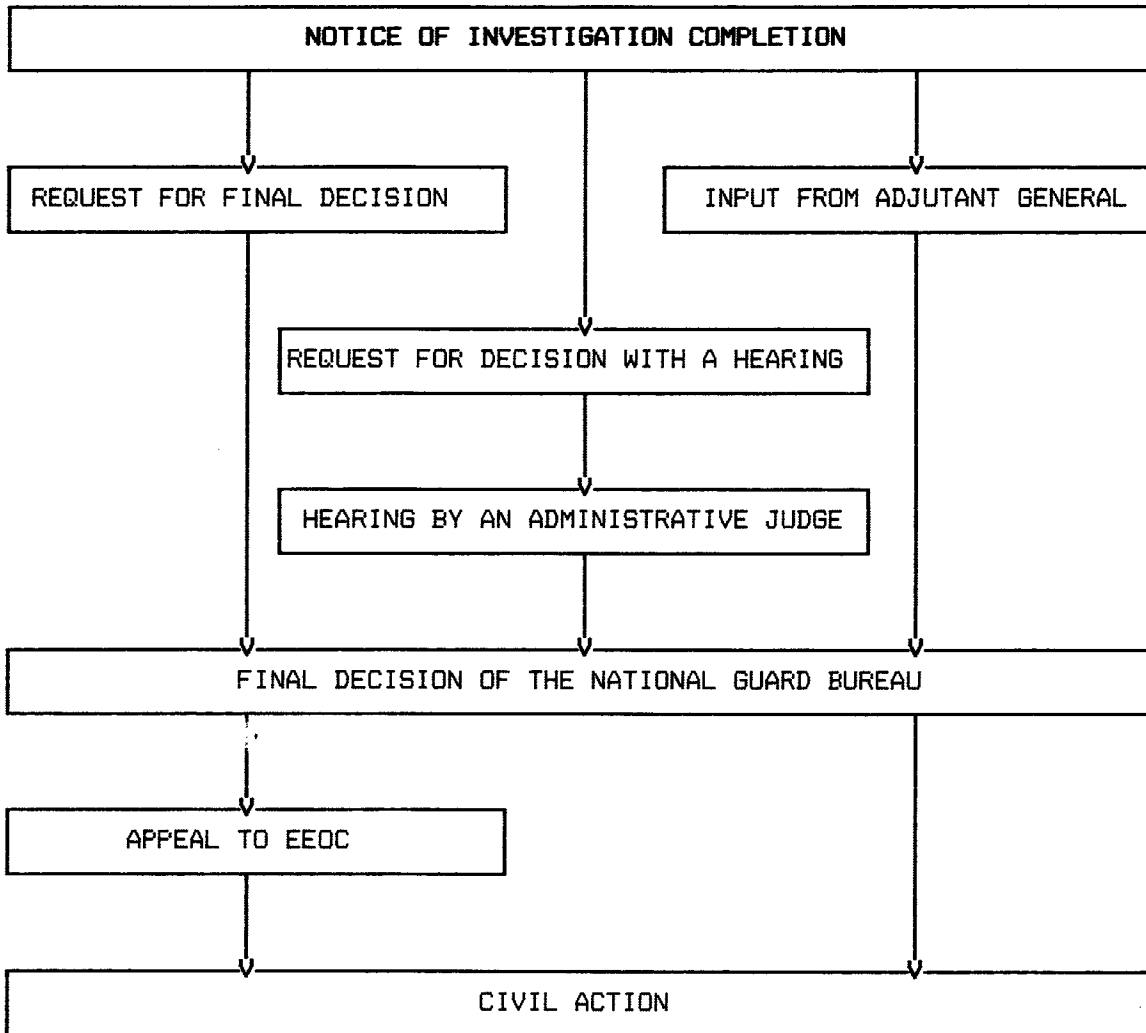 NOTICE OF INVESTIGATION COMPLETION
REQUEST FOR FINAL DECISION
INPUT FROM ADJUTANT GENERAL
REQUEST FOR DECISION WITH A HEARING
HEARING BY AN ADMINISTRATIVE JUDGE
FINAL DECISION OF THE NATIONAL GUARD BUREAU
APPEAL TO EEOC
CIVIL ACTION